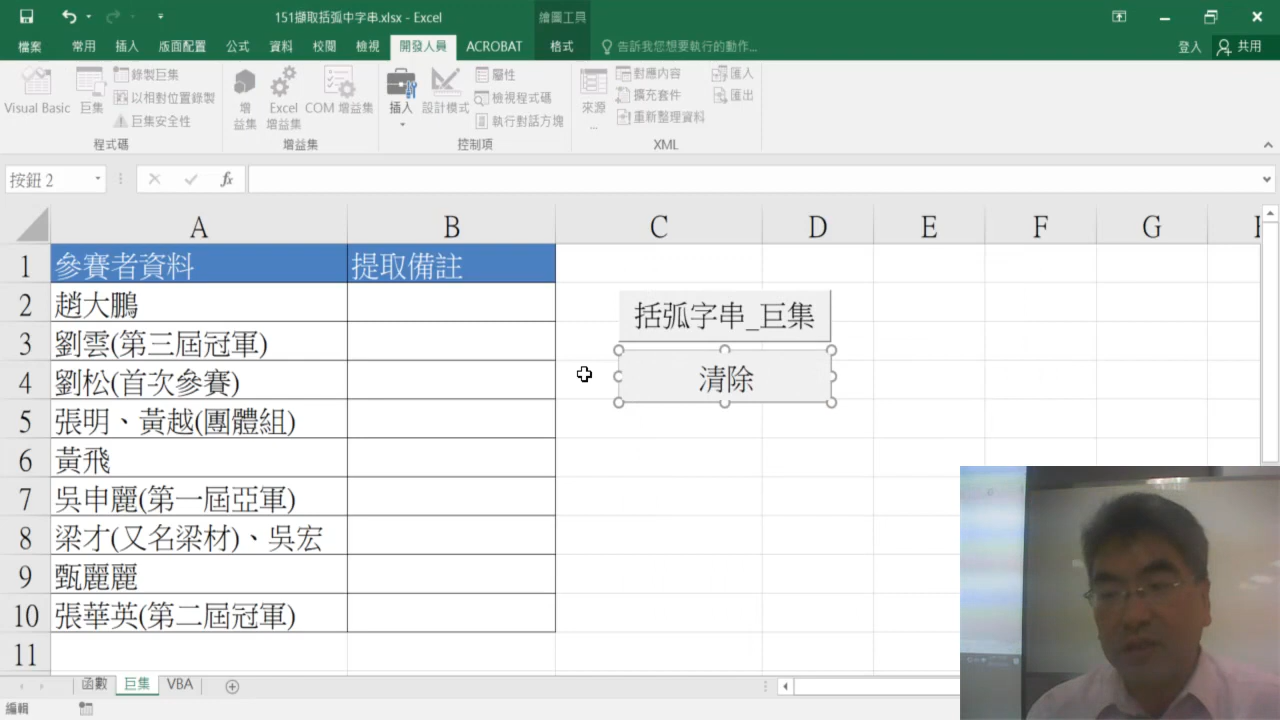 151擷取括弧中字串.xlsx - Excel
繪圖工具
檔案 常用 插入 版面配置 公式 資料 校閱 檢視 開發人員 ACROBAT 格式 告訴我您想要執行的動作... 登入 共用
Visual Basic
巨集
錄製巨集
以相對位置錄製
巨集安全性
程式碼
增益集
Excel 增益集
COM 增益集
增益集
插入
設計模式
屬性
檢視程式碼
執行對話方塊
控制項
來源
...
對應內容
擴充套件
重新整理資料
匯入
匯出
XML
按鈕 2
fx
A B C D E F G
1 參賽者資料 提取備註
2 趙大鵬
3 劉雲(第三屆冠軍)
4 劉松(首次參賽)
5 張明、黃越(團體組)
6 黃飛
7 吳申麗(第一屆亞軍)
8 梁才(又名梁材)、吳宏
9 甄麗麗
10 張華英(第二屆冠軍)
11
括弧字串_巨集
清除
函數 巨集 VBA
編輯